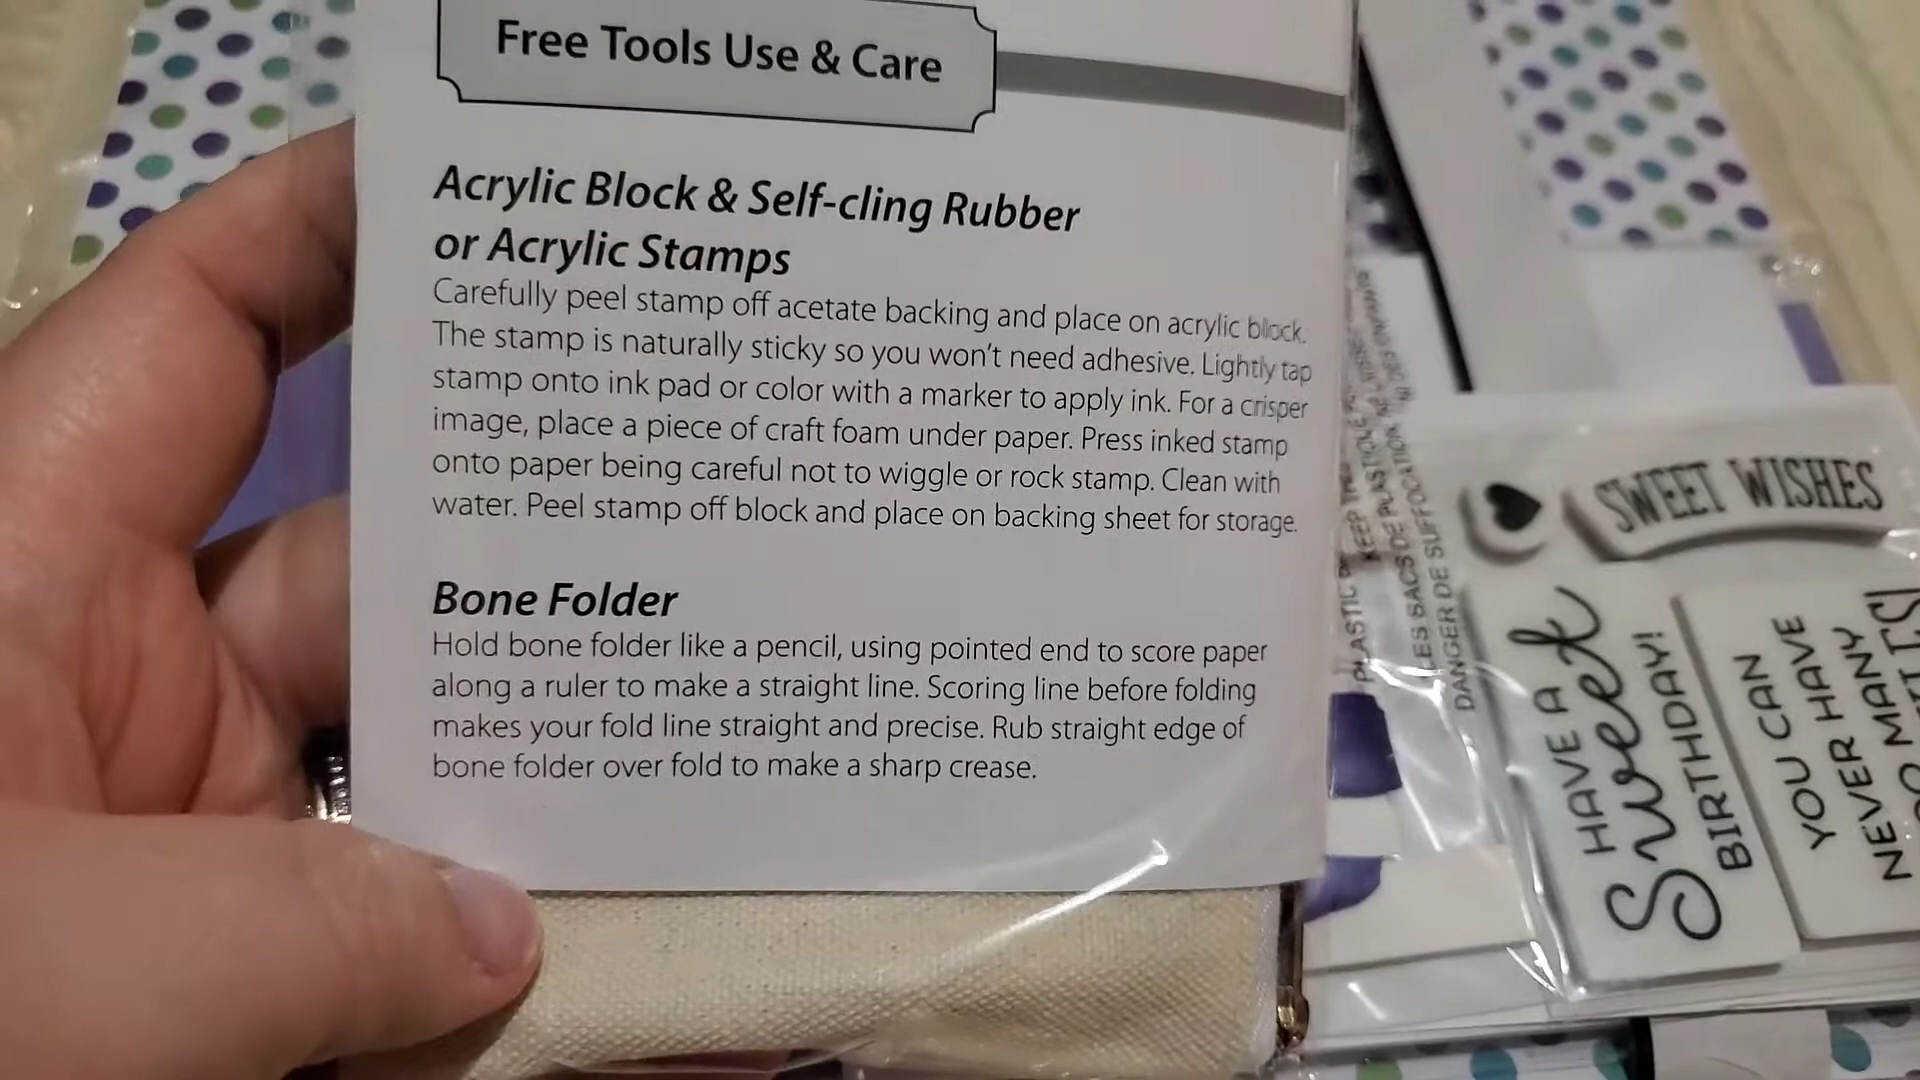 Free Tools Use & Care
Acrylic Block & Self-cling Rubber
or Acrylic Stamps
Carefully peel stamp off acetate backing and place on acrylic block.
The stamp is naturally sticky so you won't need adhesive. Lightly tap
stamp onto ink pad or color with a marker to apply ink. For a crisper
image, place a piece of craft foam under paper. Press inked stamp
onto paper being careful not to wiggle or rock stamp. Clean with
water. Peel stamp off block and place on backing sheet for storage.
Bone Folder
Hold bone folder like a pencil, using pointed end to score paper
along a ruler to make a straight line. Scoring line before folding
makes your fold line straight and precise. Rub straight edge of
bone folder over fold to make a sharp crease.
PLASTIC
KEEP
LES SACS DE PLASTIQUE
DANGER DE SUFFOCATION
SWEET WISHES
HAVE A
Sweet
BIRTHDAY!
YOU CAN
NEVER HAVE
MANY